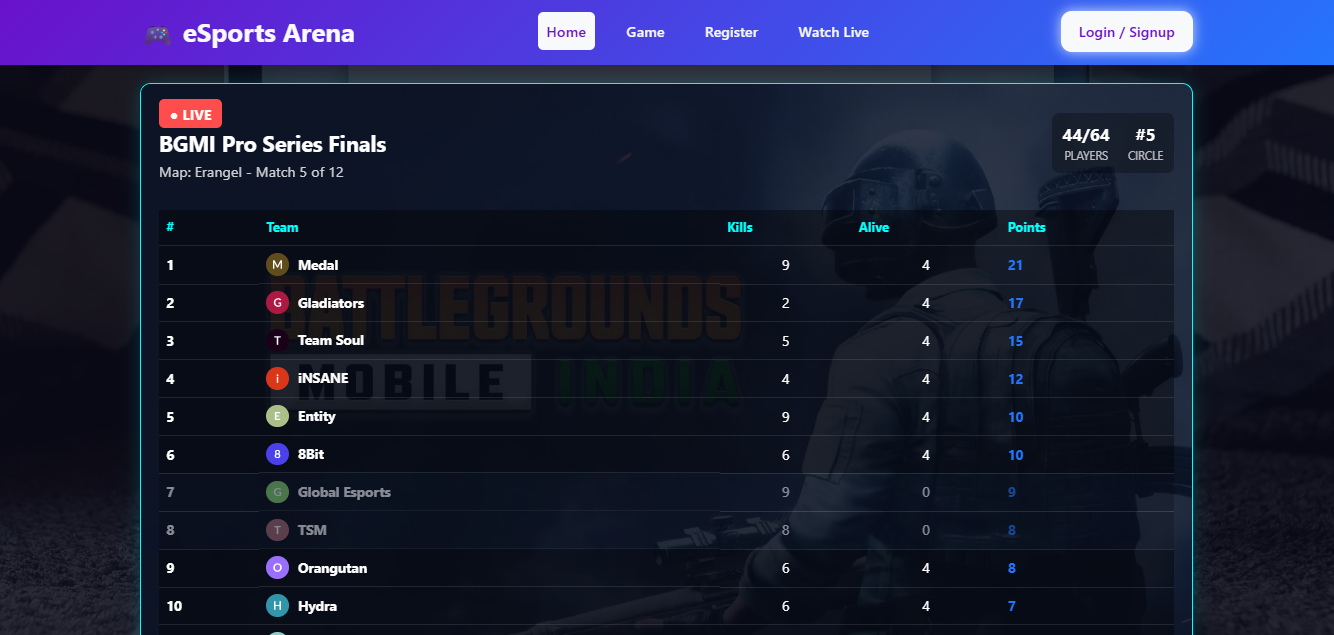 eSports Arena
Home Game Register Watch Live
Login / Signup
● LIVE
BGMI Pro Series Finals
Map: Erangel - Match 5 of 12
44/64 #5
PLAYERS CIRCLE
# Team Kills Alive Points
1 M Medal 9 4 21
2 G Gladiators 2 4 17
3 T Team Soul 5 4 15
4 i iNSANE 4 4 12
5 E Entity 9 4 10
6 8 8Bit 6 4 10
7 G Global Esports 9 0 9
8 T TSM 8 0 8
9 O Orangutan 6 4 8
10 H Hydra 6 4 7
BATTLEGROUNDS
MOBILE INDIA